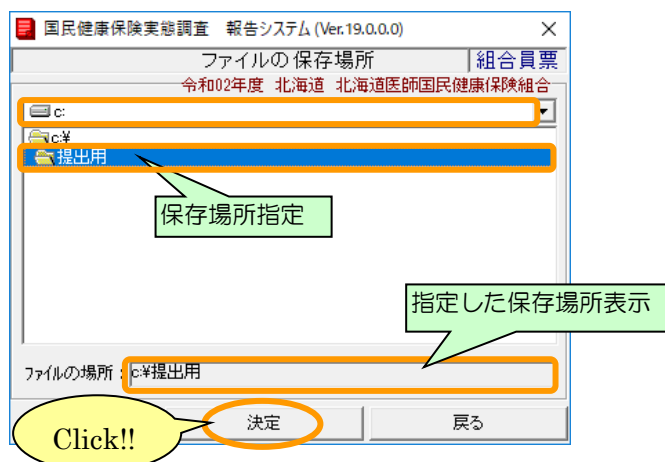 国民健康保険実態調査 報告システム (Ver.19.0.0.0)
ファイルの保存場所
組合員票
令和02年度 北海道 北海道医師国民健康保険組合
c:
c:¥
提出用
保存場所指定
指定した保存場所表示
ファイルの場所：c:¥提出用
Click!!
決定
戻る